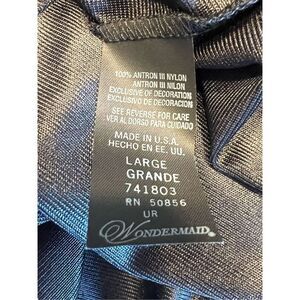 100% ANTRON III NYLON
ANTRON III NILON
EXCLUSIVE OF DECORATION
EXCLUSIVO DE DECORACION
SEE REVERSE FOR CARE
VER AL DORSO PARA CUIDADO
MADE IN U.S.A.
HECHO EN EE. UU.
LARGE
GRANDE
741803
RN 50856
UR
WONDERMAID®